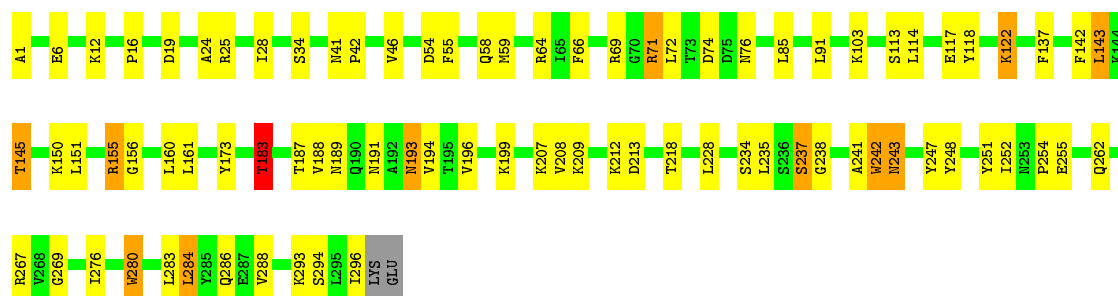 A1 E6 K12 P16 D19 A24 R25 I28 S34 N41 P42 V46 D54 F55 Q58 M59 R64 I65 F66 R69 G70 R71 L72 T73 D74 D75 N76 L85 L91 K103 S113 L114 E117 Y118 K122 F137 F142 L143 K144
T145 K150 L151 R155 G156 L160 L161 Y173 T183 T187 V188 N189 Q190 N191 A192 N193 V194 T195 V196 K199 K207 V208 K209 K212 D213 T218 L228 S234 L235 S236 S237 G238 A241 W242 N243 Y247 Y248 Y251 I252 N253 P254 E255 Q262
R267 V268 G269 I276 W280 L283 L284 Y285 Q286 E287 V288 K293 S294 L295 I296 LYS GLU